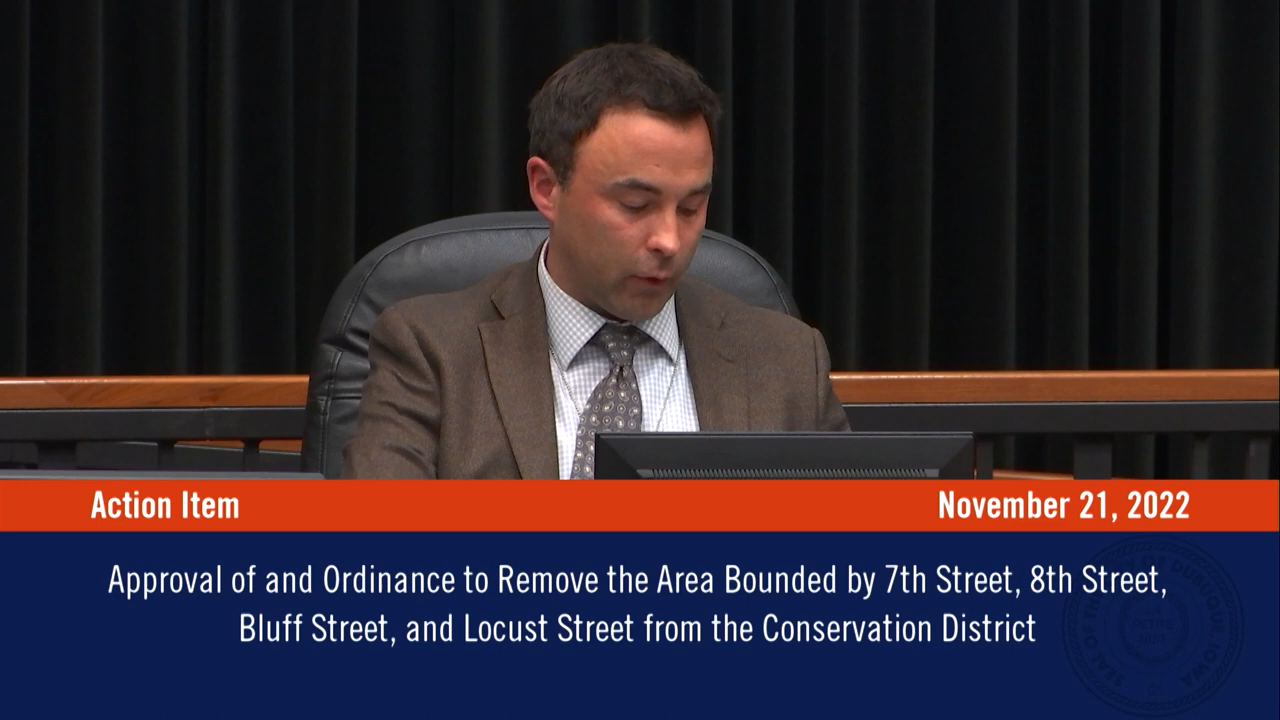 Action Item
November 21, 2022
Approval of and Ordinance to Remove the Area Bounded by 7th Street, 8th Street,
Bluff Street, and Locust Street from the Conservation District